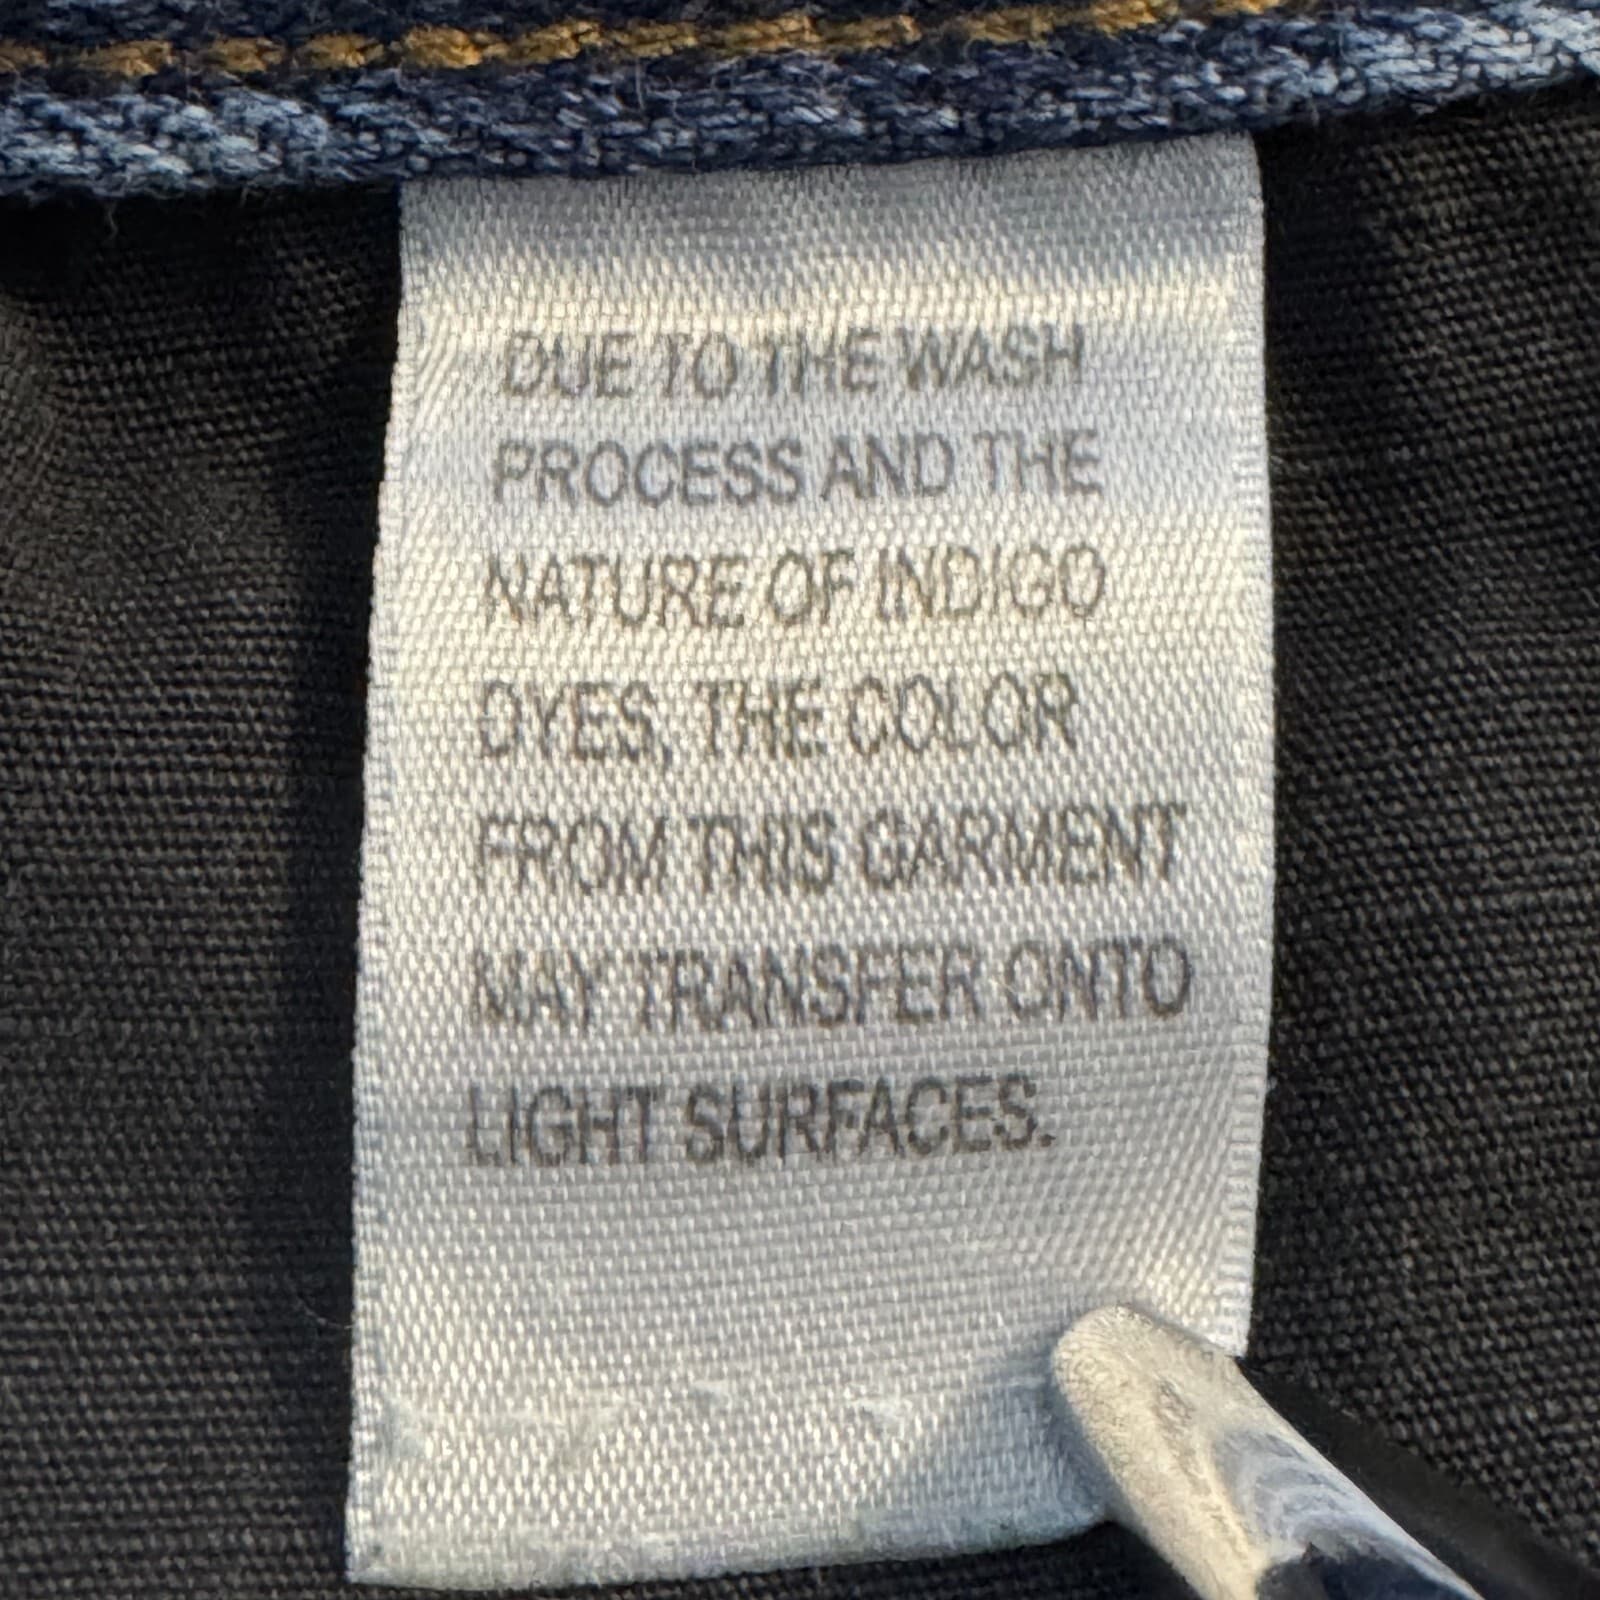 DUE TO THE WASH
PROCESS AND THE
NATURE OF INDIGO
DYES, THE COLOR
FROM THIS GARMENT
MAY TRANSFER ONTO
LIGHT SURFACES.